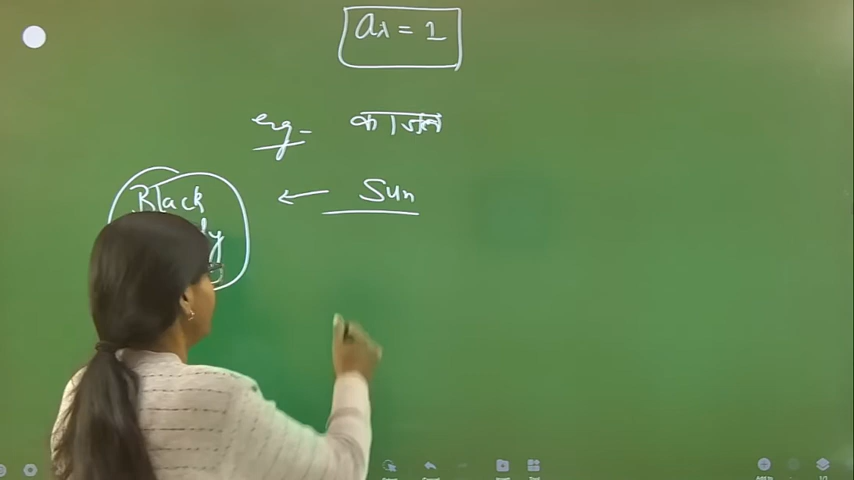 aλ = 1
eg - काजल
← Sun
Black